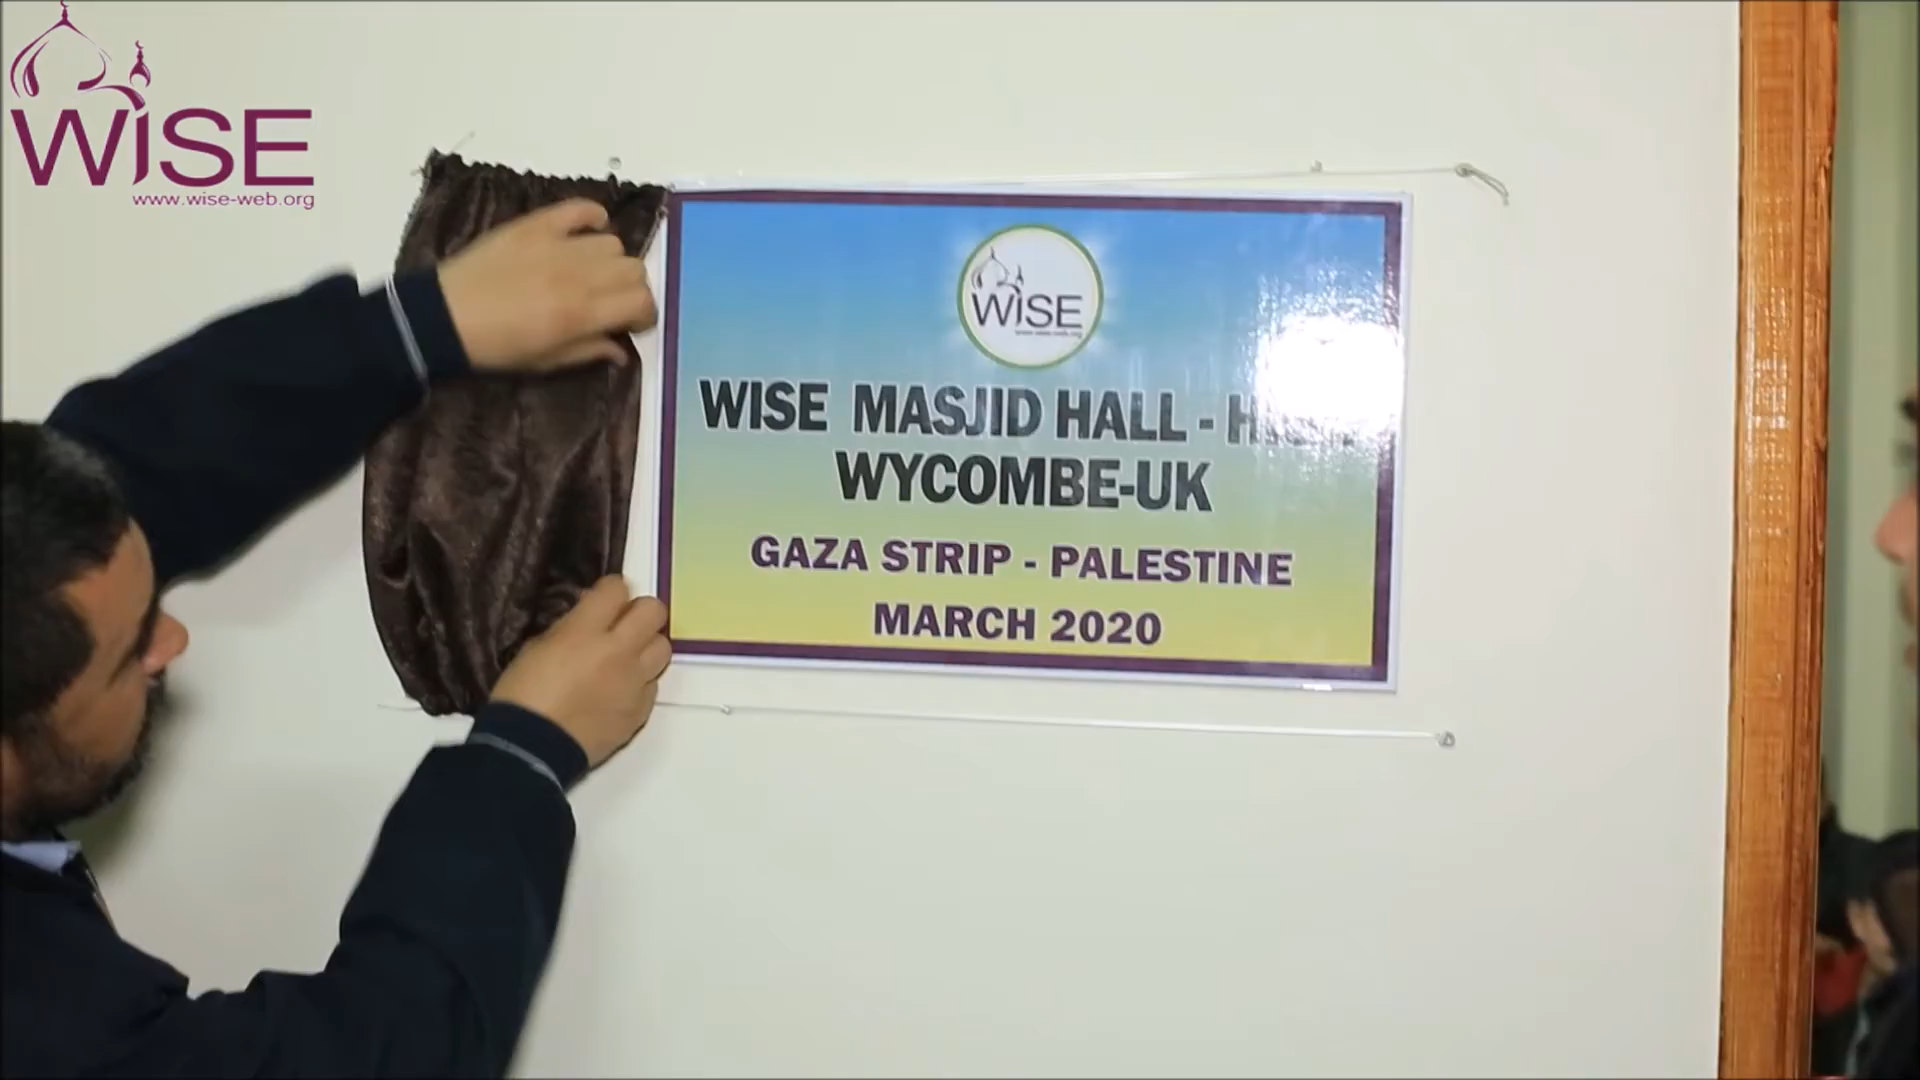 WISE
www.wise-web.org
WISE
WISE MASJID HALL -
WYCOMBE-UK
GAZA STRIP - PALESTINE
MARCH 2020